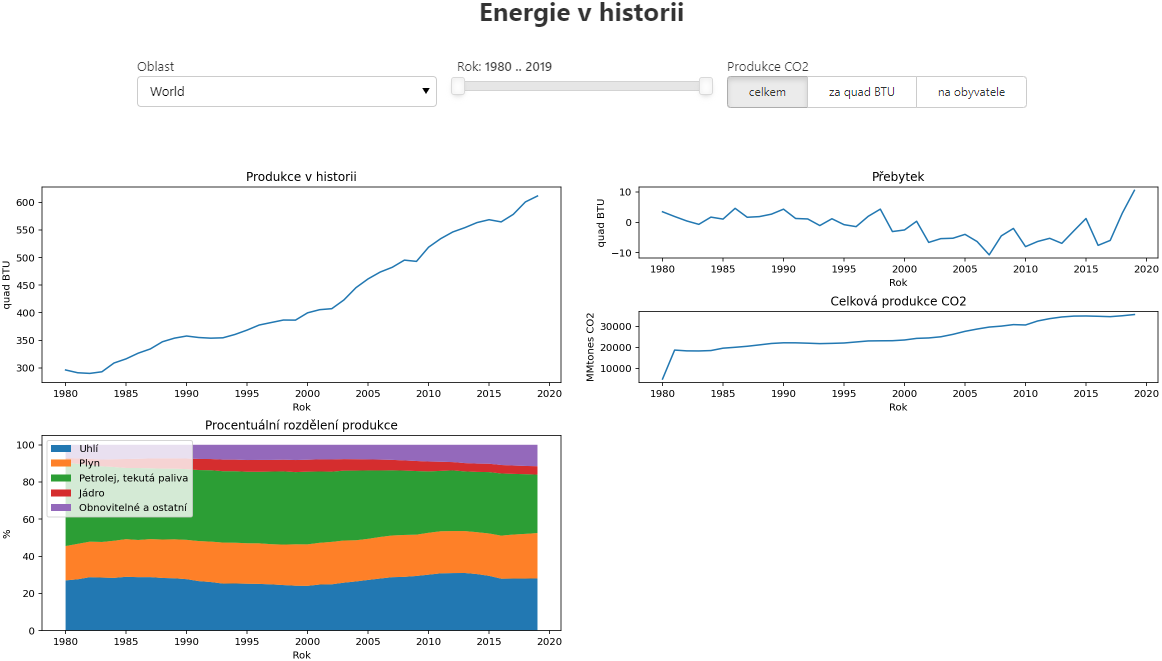 Energie v historii
Oblast
World
Rok: 1980 .. 2019
Produkce CO2
celkem
za quad BTU
na obyvatele
Produkce v historii
quad BTU
600
550
500
450
400
350
300
1980 1985 1990 1995 2000 2005 2010 2015 2020
Rok
Přebytek
quad BTU
10
0
−10
1980 1985 1990 1995 2000 2005 2010 2015 2020
Rok
Celková produkce CO2
MMtones CO2
30000
20000
10000
1980 1985 1990 1995 2000 2005 2010 2015 2020
Rok
Procentuální rozdělení produkce
%
100
80
60
40
20
0
Uhlí
Plyn
Petrolej, tekutá paliva
Jádro
Obnovitelné a ostatní
1980 1985 1990 1995 2000 2005 2010 2015 2020
Rok